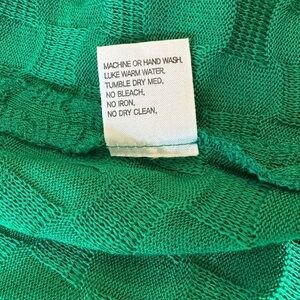 MACHINE OR HAND WASH.
LUKE WARM WATER.
TUMBLE DRY MED.
NO BLEACH.
NO IRON.
NO DRY CLEAN.